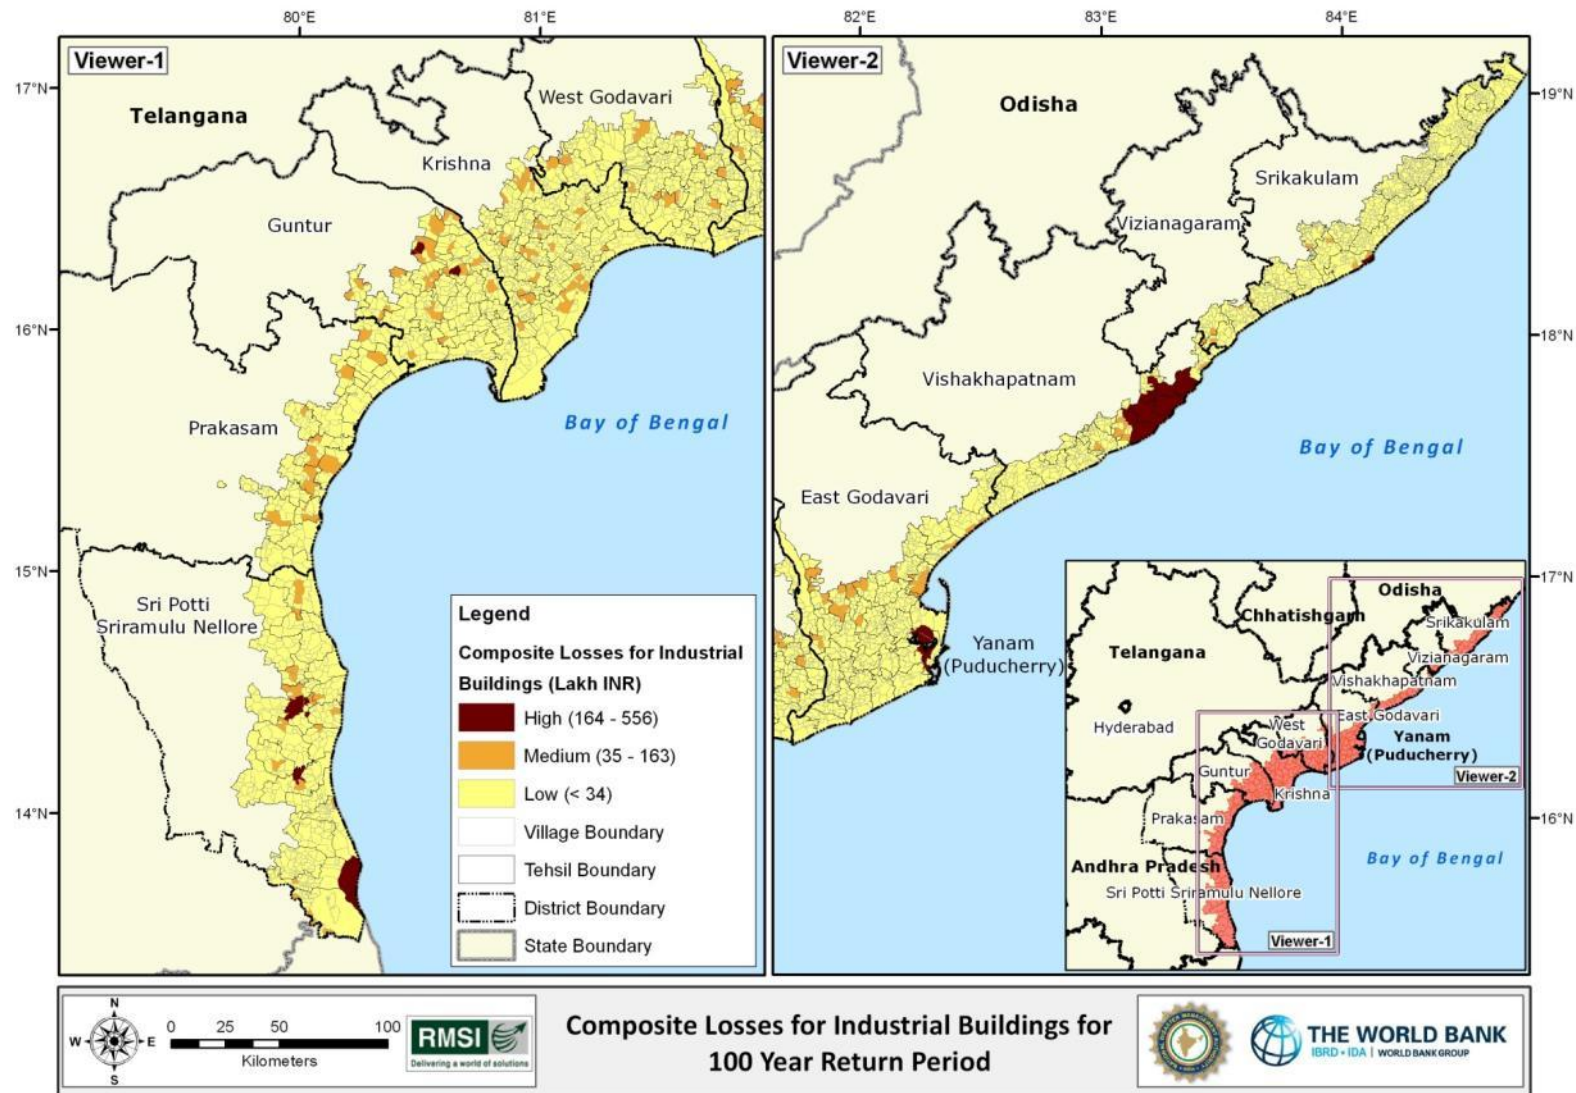 80°E
81°E
82°E
83°E
84°E
Viewer-1
17°N
Telangana
West Godavari
Krishna
Guntur
16°N
Prakasam
Bay of Bengal
15°N
Sri Potti
Sriramulu Nellore
14°N
Legend
Composite Losses for Industrial
Buildings (Lakh INR)
High (164 - 556)
Medium (35 - 163)
Low (< 34)
Village Boundary
Tehsil Boundary
District Boundary
State Boundary
Viewer-2
19°N
Odisha
Srikakulam
Vizianagaram
18°N
Vishakhapatnam
Bay of Bengal
East Godavari
17°N
Yanam
(Puducherry)
16°N
Odisha
Chhatishgarh
Srikakulam
Telangana
Vizianagaram
Vishakhapatnam
Hyderabad
East Godavari
West
Godavari
Yanam
(Puducherry)
Guntur
Viewer-2
Krishna
Prakasam
Andhra Pradesh
Bay of Bengal
Sri Potti Sriramulu Nellore
Viewer-1
N
W
E
S
0 25 50 100
Kilometers
RMSI
Delivering a world of solutions
Composite Losses for Industrial Buildings for
100 Year Return Period
THE WORLD BANK
IBRD • IDA | WORLD BANK GROUP